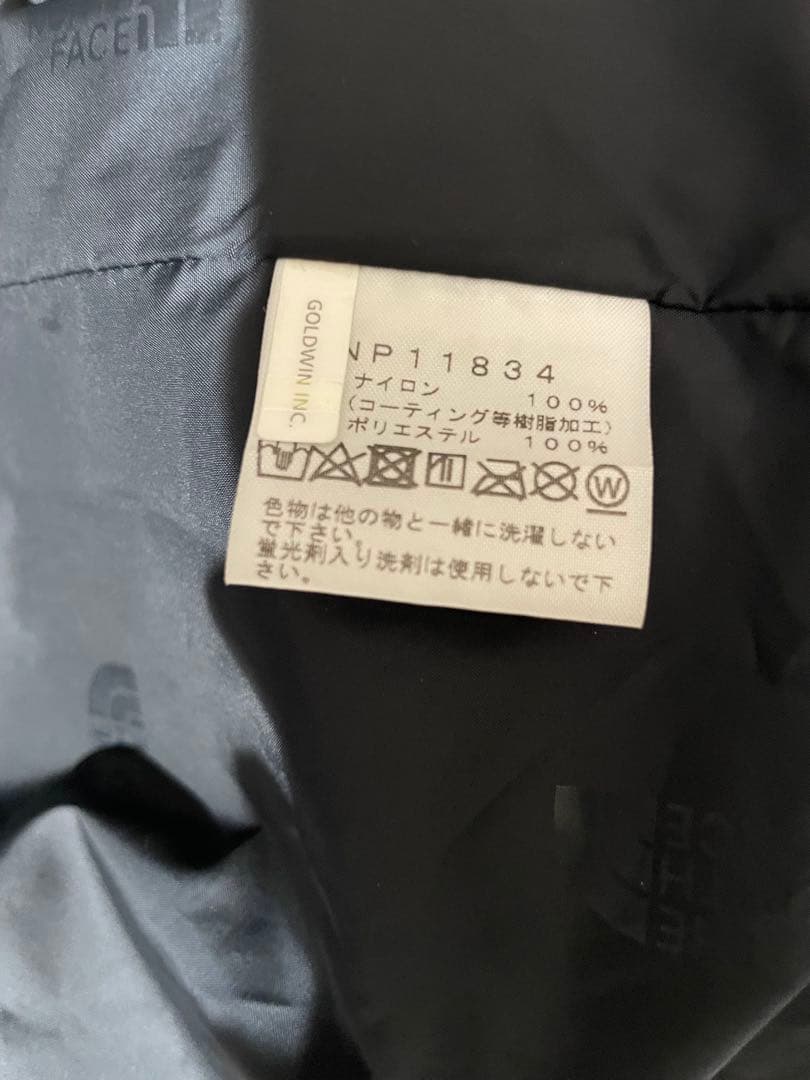 FACE
GOLDWIN INC.
NP11834
ナイロン 100%
(コーティング等樹脂加工)
ポリエステル 100%
W
色物は他の物と一緒に洗濯しない
で下さい。
蛍光剤入り洗剤は使用しないで下
さい。